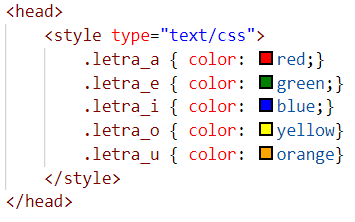 <head>
<style type="text/css">
.letra_a { color: red;}
.letra_e { color: green;}
.letra_i { color: blue;}
.letra_o { color: yellow}
.letra_u { color: orange}
</style>
</head>